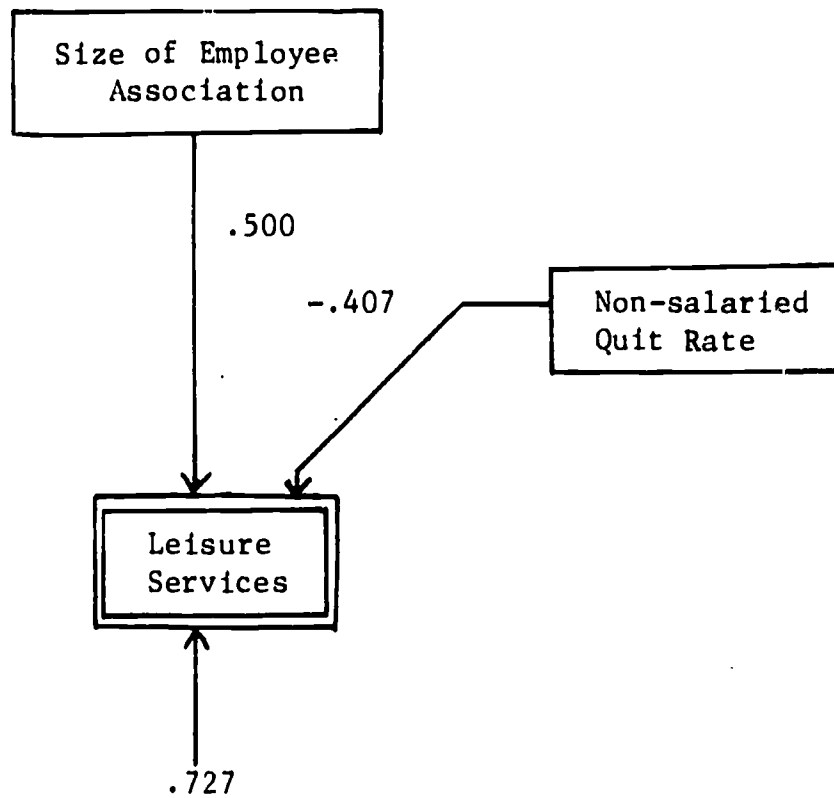 Size of Employee
Association
.500
-.407
Non-salaried
Quit Rate
Leisure
Services
.727